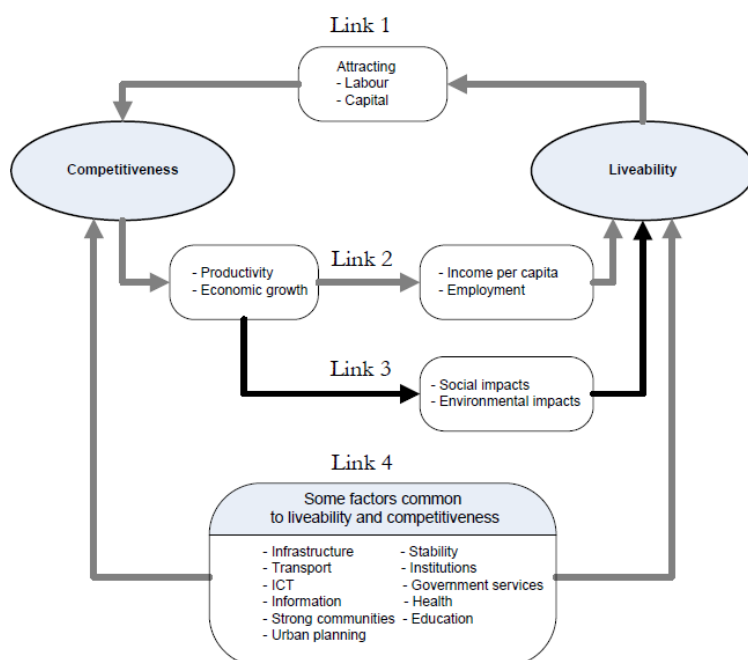 Link 1
Attracting
- Labour
- Capital
Competitiveness
Liveability
Link 2
- Productivity
- Economic growth
- Income per capita
- Employment
Link 3
- Social impacts
- Environmental impacts
Link 4
Some factors common
to liveability and competitiveness
- Infrastructure
- Transport
- ICT
- Information
- Strong communities
- Urban planning
- Stability
- Institutions
- Government services
- Health
- Education